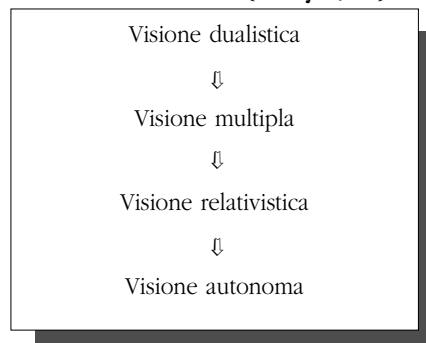 Visione dualistica
⇩
Visione multipla
⇩
Visione relativistica
⇩
Visione autonoma